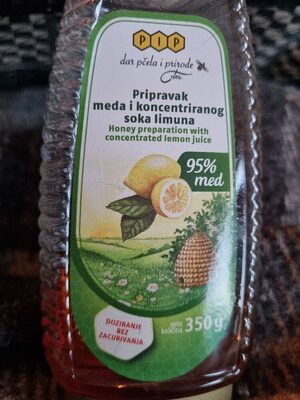 PIP
dar pčela i prirode
Pripravak
meda i koncentriranog
soka limuna
Honey preparation with
concentrated lemon juice
95%
med
DOZIRANJE
BEZ
ZACURIVANJA
neto
količina 350 g